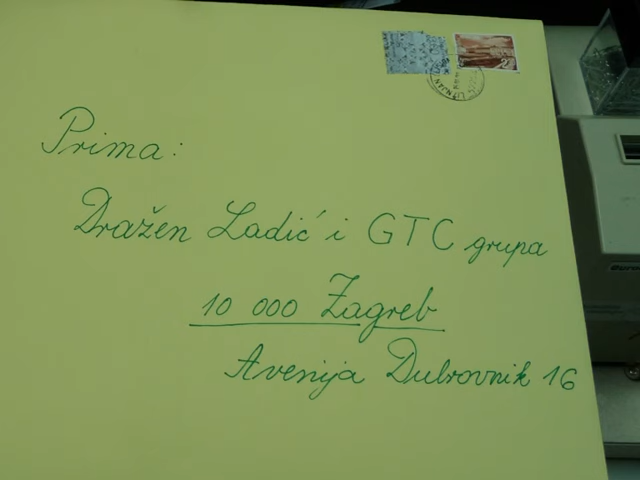 Prima:
Dražen Ladić i GTC grupa
10 000 Zagreb
Avenija Dubrovnik 16